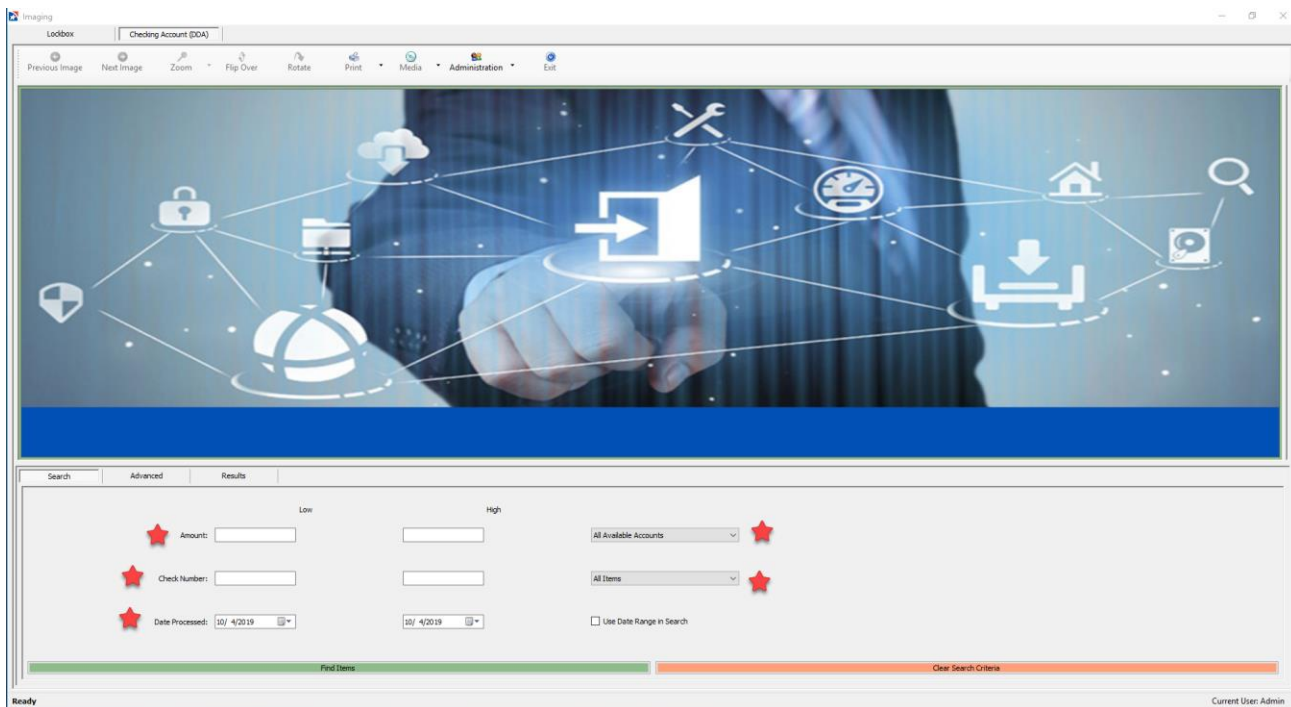 Imaging
Lockbox Checking Account (DDA)
Previous Image Next Image Zoom Flip Over Rotate Print Media Administration Exit
Search Advanced Results
Low High
Amount: All Available Accounts
Check Number: All Items
Date Processed: 10/ 4/2019 10/ 4/2019 Use Date Range in Search
Find Items Clear Search Criteria
Ready Current User: Admin